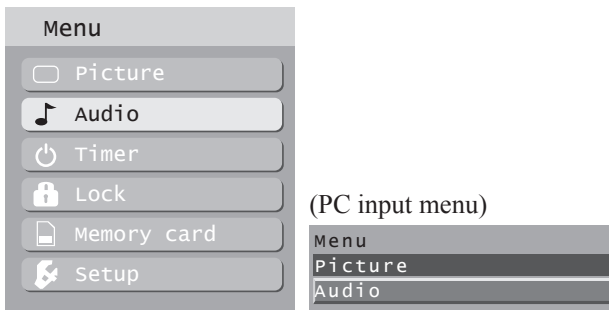 Menu
Picture
Audio
Timer
Lock
Memory card
Setup
(PC input menu)
Menu
Picture
Audio